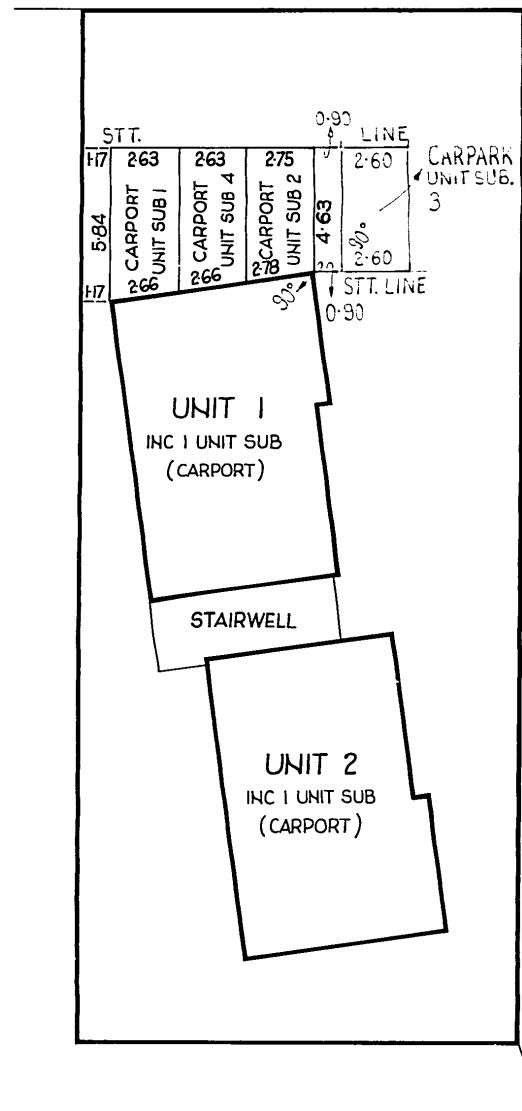 0·90
STT.
LINE
1·17
2·63
2·63
2·75
2·60
CARPARK
UNIT SUB.
3
5·84
CARPORT
UNIT SUB 1
CARPORT
UNIT SUB 4
CARPORT
UNIT SUB 2
4·63
90°
1·17
2·66
2·66
2·78
2·60
STT. LINE
90°
0·90
UNIT 1
INC 1 UNIT SUB
(CARPORT)
STAIRWELL
UNIT 2
INC 1 UNIT SUB
(CARPORT)